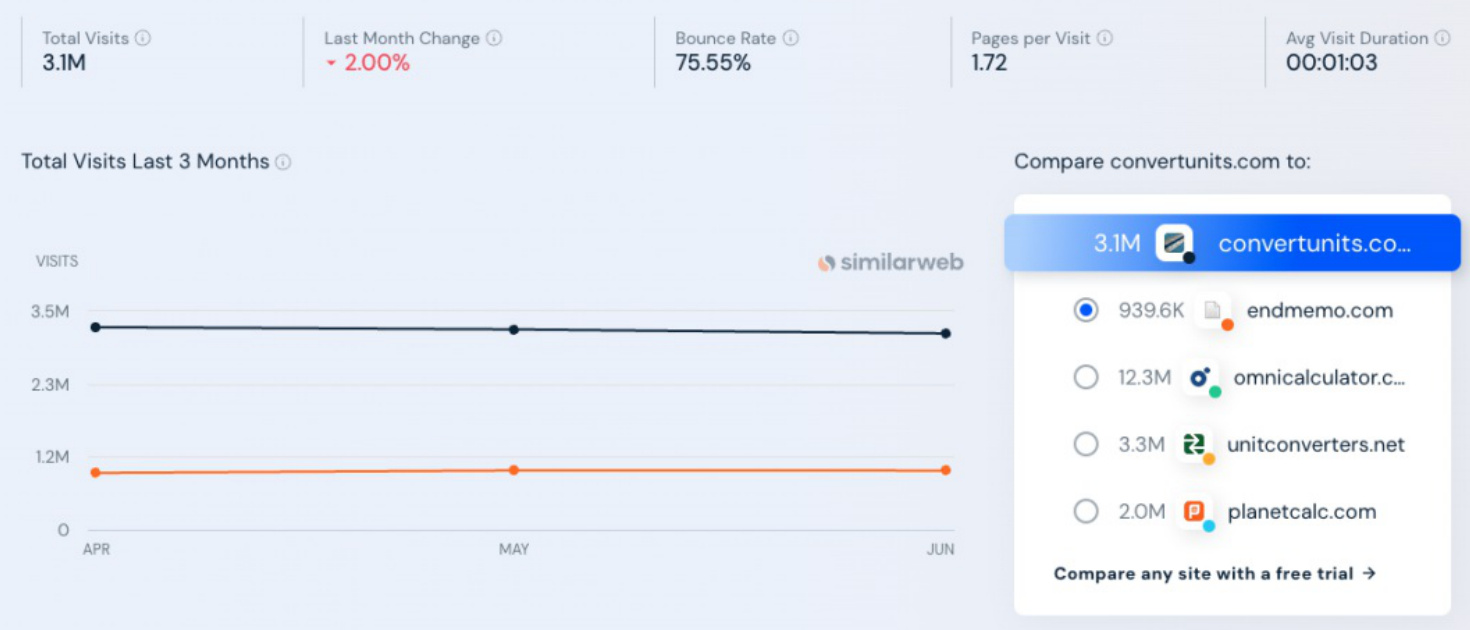 Total Visits
3.1M
Last Month Change
2.00%
Bounce Rate
75.55%
Pages per Visit
1.72
Avg Visit Duration
00:01:03
Total Visits Last 3 Months
VISITS
similarweb
3.5M
2.3M
1.2M
0
APR MAY JUN
Compare convertunits.com to:
3.1M convertunits.co...
939.6K endmemo.com
12.3M omnicalculator.c...
3.3M unitconverters.net
2.0M planetcalc.com
Compare any site with a free trial →